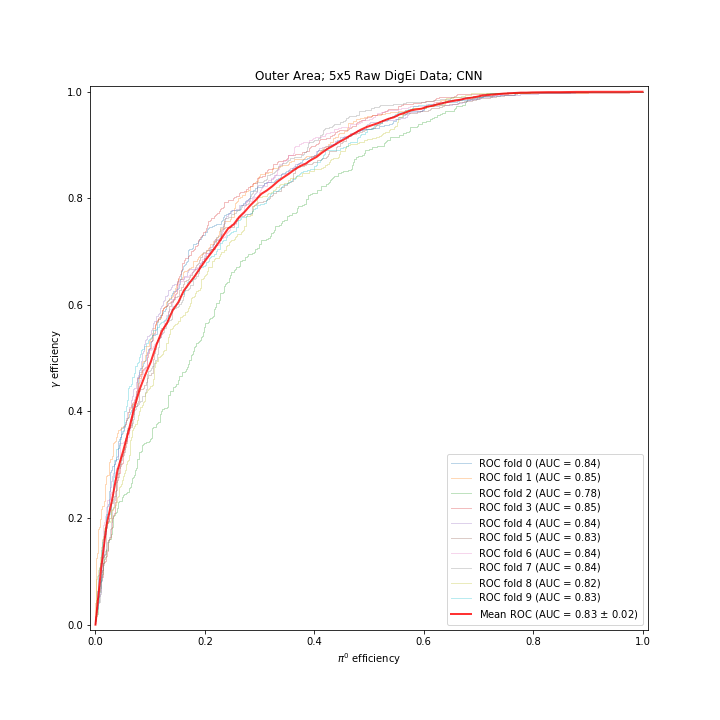 Outer Area; 5x5 Raw DigEi Data; CNN
1.0
0.8
0.6
0.4
0.2
0.0
γ efficiency
ROC fold 0 (AUC = 0.84)
ROC fold 1 (AUC = 0.85)
ROC fold 2 (AUC = 0.78)
ROC fold 3 (AUC = 0.85)
ROC fold 4 (AUC = 0.84)
ROC fold 5 (AUC = 0.83)
ROC fold 6 (AUC = 0.84)
ROC fold 7 (AUC = 0.84)
ROC fold 8 (AUC = 0.82)
ROC fold 9 (AUC = 0.83)
Mean ROC (AUC = 0.83 ± 0.02)
0.0 0.2 0.4 0.6 0.8 1.0
π⁰ efficiency